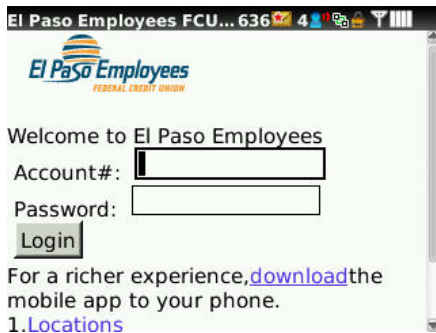 El Paso Employees FCU... 636 4
El Paso Employees
FEDERAL CREDIT UNION
Welcome to El Paso Employees
Account#:
Password:
Login
For a richer experience,downloadthe
mobile app to your phone.
1.Locations